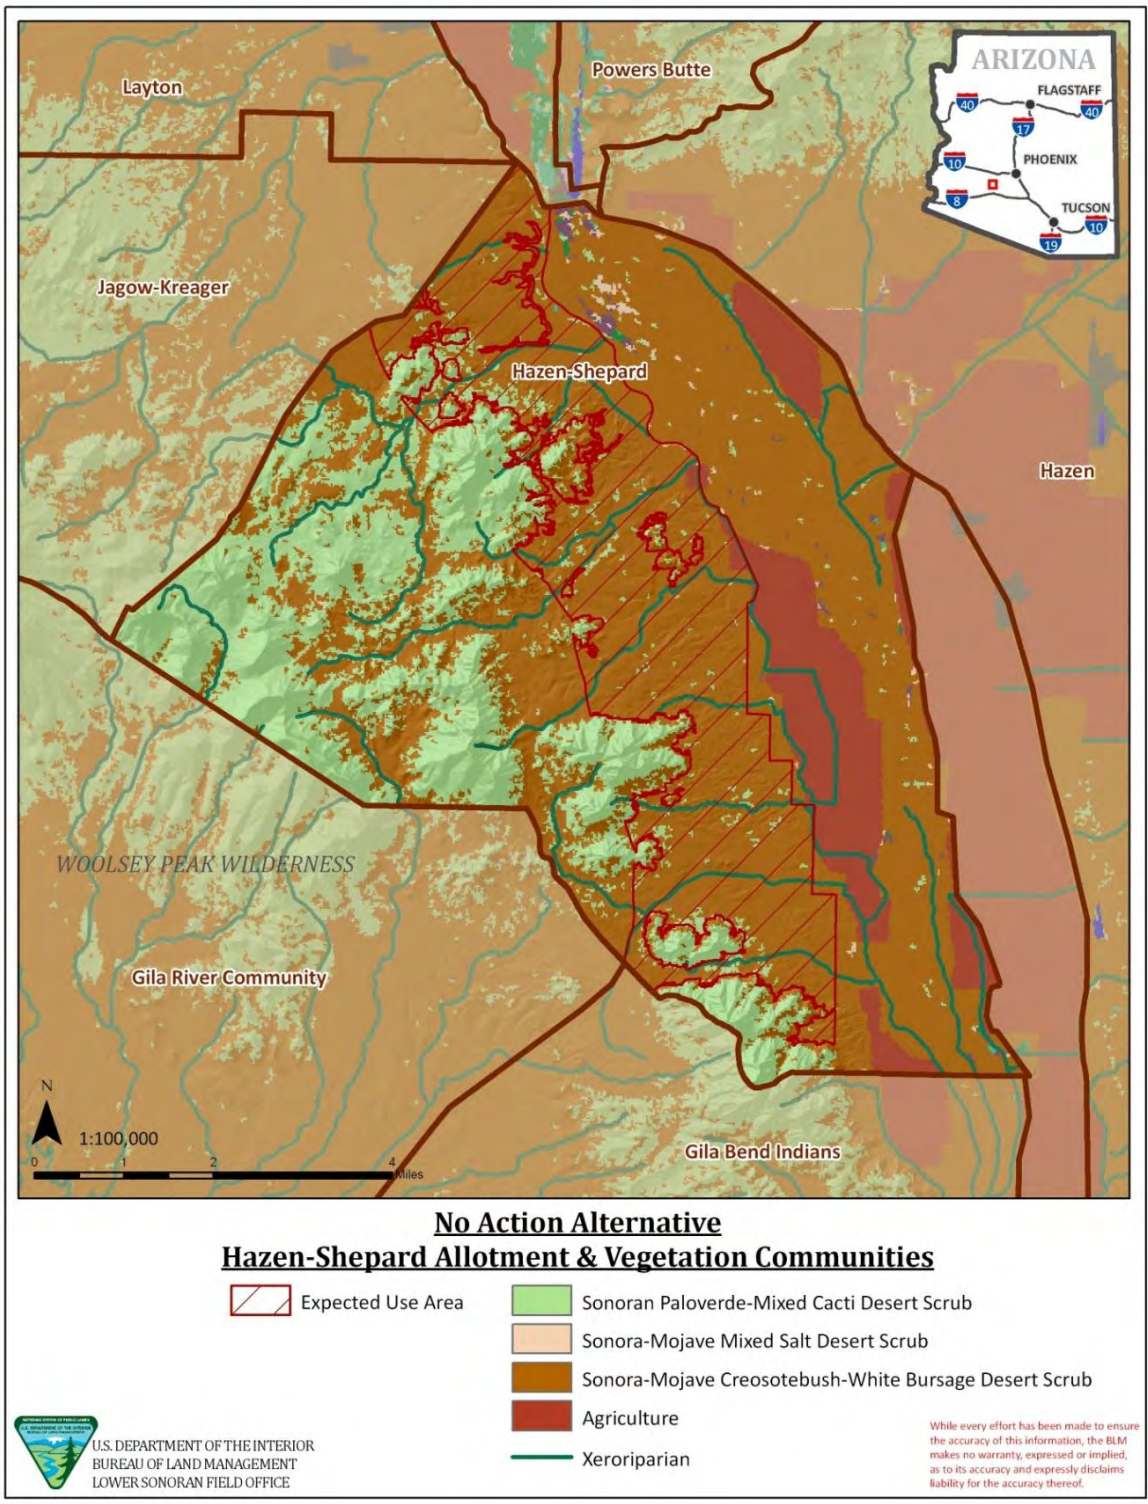 Layton
Powers Butte
ARIZONA
FLAGSTAFF
40
40
17
PHOENIX
10
8
TUCSON
10
19
Jagow-Kreager
Hazen-Shepard
Hazen
WOOLSEY PEAK WILDERNESS
Gila River Community
Gila Bend Indians
N
1:100,000
0 1 2 4
Miles
No Action Alternative
Hazen-Shepard Allotment & Vegetation Communities
Expected Use Area
Sonoran Paloverde-Mixed Cacti Desert Scrub
Sonora-Mojave Mixed Salt Desert Scrub
Sonora-Mojave Creosotebush-White Bursage Desert Scrub
Agriculture
Xeroriparian
U.S. DEPARTMENT OF THE INTERIOR
BUREAU OF LAND MANAGEMENT
LOWER SONORAN FIELD OFFICE
While every effort has been made to ensure
the accuracy of this information, the BLM
makes no warranty, expressed or implied,
as to its accuracy and expressly disclaims
liability for the accuracy thereof.